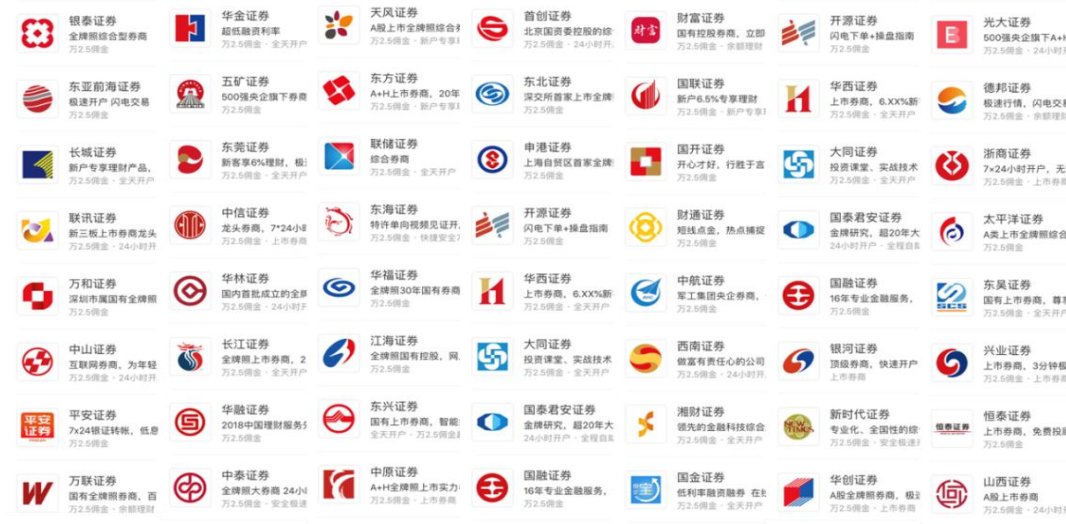 银泰证券
全牌照综合型券商
万2.5佣金
东亚前海证券
极速开户 闪电交易
万2.5佣金
长城证券
新户专享理财产品，
万2.5佣金 · 全天开户
联讯证券
新三板上市券商龙头
万2.5佣金 · 24小时开
万和证券
深圳市属国有全牌照
万2.5佣金
中山证券
互联网券商，为年轻
万2.5佣金 · 24小时开
平安证券
平安证券
7x24银证转帐，低息
万2.5佣金
万联证券
国有全牌照券商，百
万2.5佣金 · 余额理财
华金证券
超低融资利率
万2.5佣金 · 全天开户
五矿证券
500强央企旗下券商
万2.5佣金
东莞证券
新客享6%理财，极
万2.5佣金 · 全天开户
中信证券
龙头券商，7*24小
万2.5佣金 · 上市券商
华林证券
国内首批成立的全
万2.5佣金 · 24小时
长江证券
全牌照上市券商，2
万2.5佣金 · 全天开户
华融证券
2018中国理财服务
万2.5佣金
中泰证券
全牌照大券商 24小
万2.5佣金 · 安全极速
天风证券
A股上市全牌照综合
万2.5佣金 · 新户专享
东方证券
A+H上市券商，20年
万2.5佣金 · 新户专享
联储证券
综合券商
万2.5佣金 · 全天开户
东海证券
特许单向视频见证开
万2.5佣金 · 快捷安全
华福证券
全牌照30年国有券商
万2.5佣金
江海证券
全牌照国有控股，网
万2.5佣金
东兴证券
国有上市券商，智能
全天开户 · 万2.5佣金
中原证券
A+H全牌照上市实力
万2.5佣金 · 上市券商
首创证券
北京国资委控股的综
万2.5佣金 · 24小时开
东北证券
深交所首家上市全牌
万2.5佣金
申港证券
上海自贸区首家全牌
万2.5佣金
开源证券
闪电下单+操盘指南
万2.5佣金
华西证券
上市券商，6.XX%新
万2.5佣金 · 全天开户
大同证券
投资课堂、实战技术
万2.5佣金 · 全天开户
国泰君安证券
金牌研究，超20年大
24小时开户 · 全程自
国融证券
16年专业金融服务，
万2.5佣金
财富
财富证券
国有控股券商，立即
万2.5佣金 · 余额理财
国联证券
新户6.5%专享理财
万2.5佣金 · 新户专享
国开证券
开心才好，行胜于言
万2.5佣金
财通证券
短线点金，热点捕捉
万2.5佣金
中航证券
军工集团央企券商，
万2.5佣金
西南证券
做富有责任心的公司
万2.5佣金 · 24小时开
湘财证券
领先的金融科技综合
万2.5佣金 · 全天开户
国金证券
低利率融资融券 在
万2.5佣金 · 全天开户
开源证券
闪电下单+操盘指南
万2.5佣金
华西证券
上市券商，6.XX%新
万2.5佣金 · 全天开户
大同证券
投资课堂、实战技术
万2.5佣金 · 全天开户
国泰君安证券
金牌研究，超20年大
24小时开户 · 全程自
国融证券
16年专业金融服务，
万2.5佣金
银河证券
顶级券商，快速开户
上市券商
NEW TIMES
新时代证券
专业化、全国性的综
万2.5佣金 · 安全极速
华创证券
A股全牌照券商，极
万2.5佣金 · 全天开户
光大证券
500强央企旗下A+
万2.5佣金 · 24小时
德邦证券
极速行情，闪电交
万2.5佣金 · 余额理
浙商证券
7×24小时开户，无
万2.5佣金 · 上市券
太平洋证券
A类上市全牌照综合
万2.5佣金
东吴证券
国有上市券商，尊
万2.5佣金 · 全天开
兴业证券
上市券商，3分钟极
万2.5佣金 · 上市券
恒泰证券
恒泰证券
上市券商，免费投
万2.5佣金
山西证券
A股上市券商
万2.5佣金 · 24小时